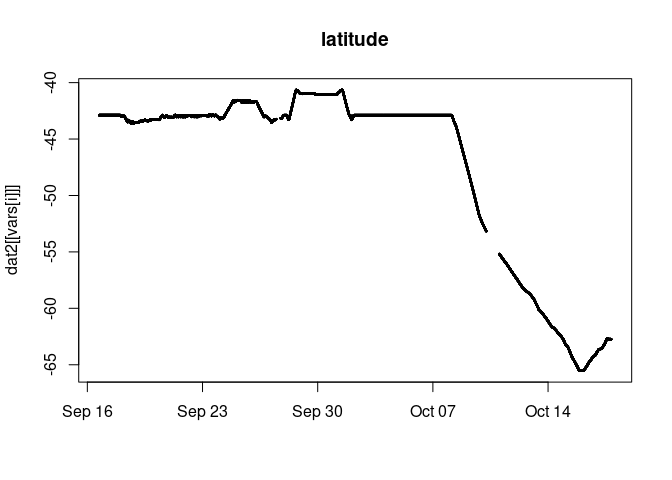 latitude
dat2[[vars[i]]]
-40
-45
-50
-55
-60
-65
Sep 16
Sep 23
Sep 30
Oct 07
Oct 14